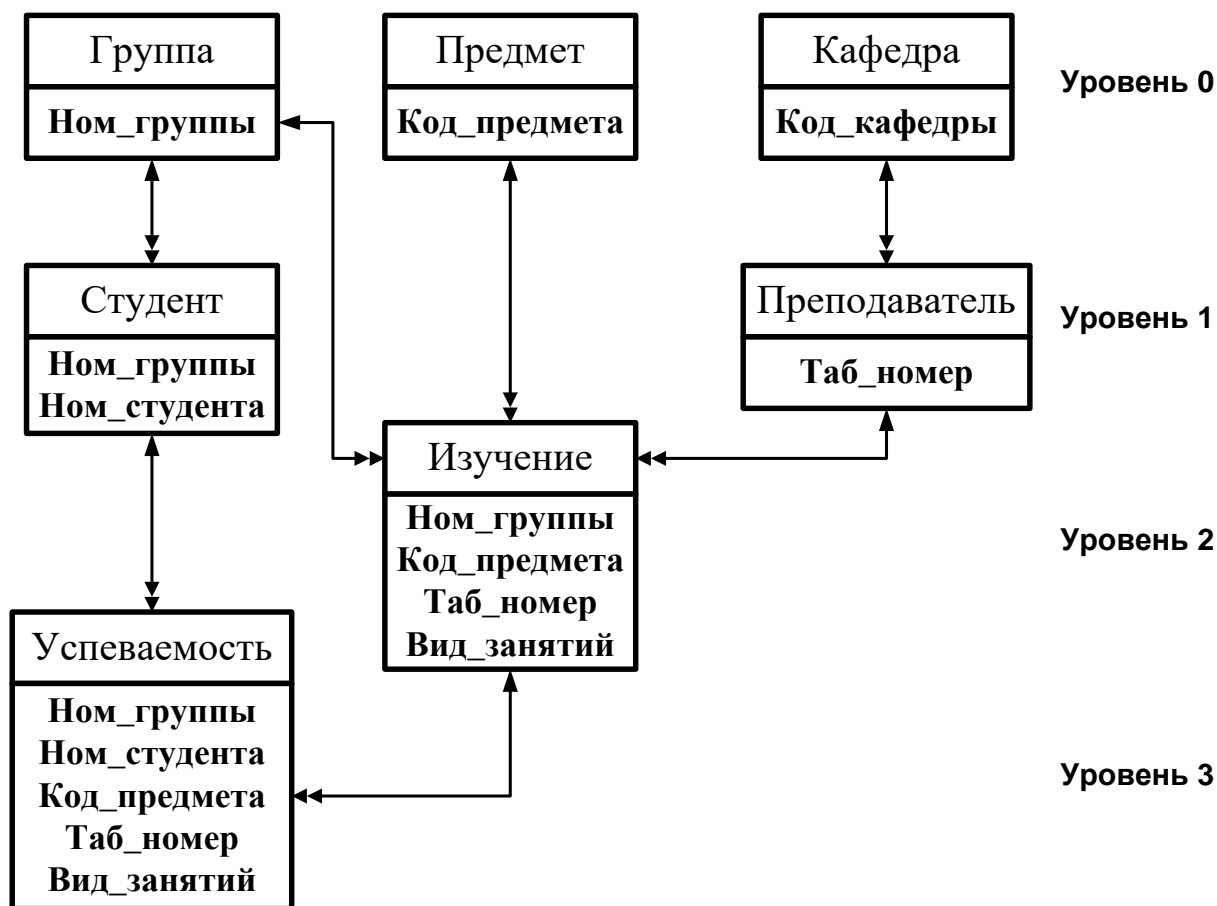 Группа
Ном_группы
Предмет
Код_предмета
Кафедра
Код_кафедры
Уровень 0
Студент
Ном_группы
Ном_студента
Преподаватель
Таб_номер
Уровень 1
Изучение
Ном_группы
Код_предмета
Таб_номер
Вид_занятий
Уровень 2
Успеваемость
Ном_группы
Ном_студента
Код_предмета
Таб_номер
Вид_занятий
Уровень 3